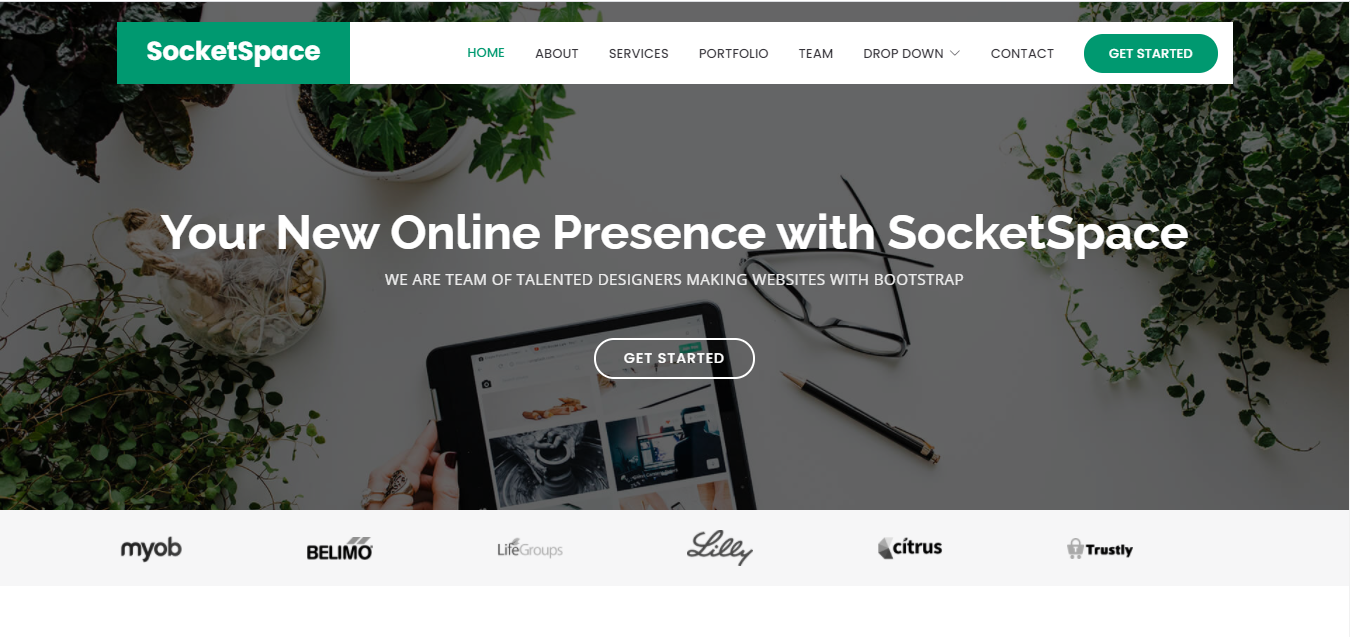 SocketSpace
HOME ABOUT SERVICES PORTFOLIO TEAM DROP DOWN CONTACT GET STARTED
Your New Online Presence with SocketSpace
WE ARE TEAM OF TALENTED DESIGNERS MAKING WEBSITES WITH BOOTSTRAP
GET STARTED
myob BELIMO LifeGroups Lilly citrus Trustly